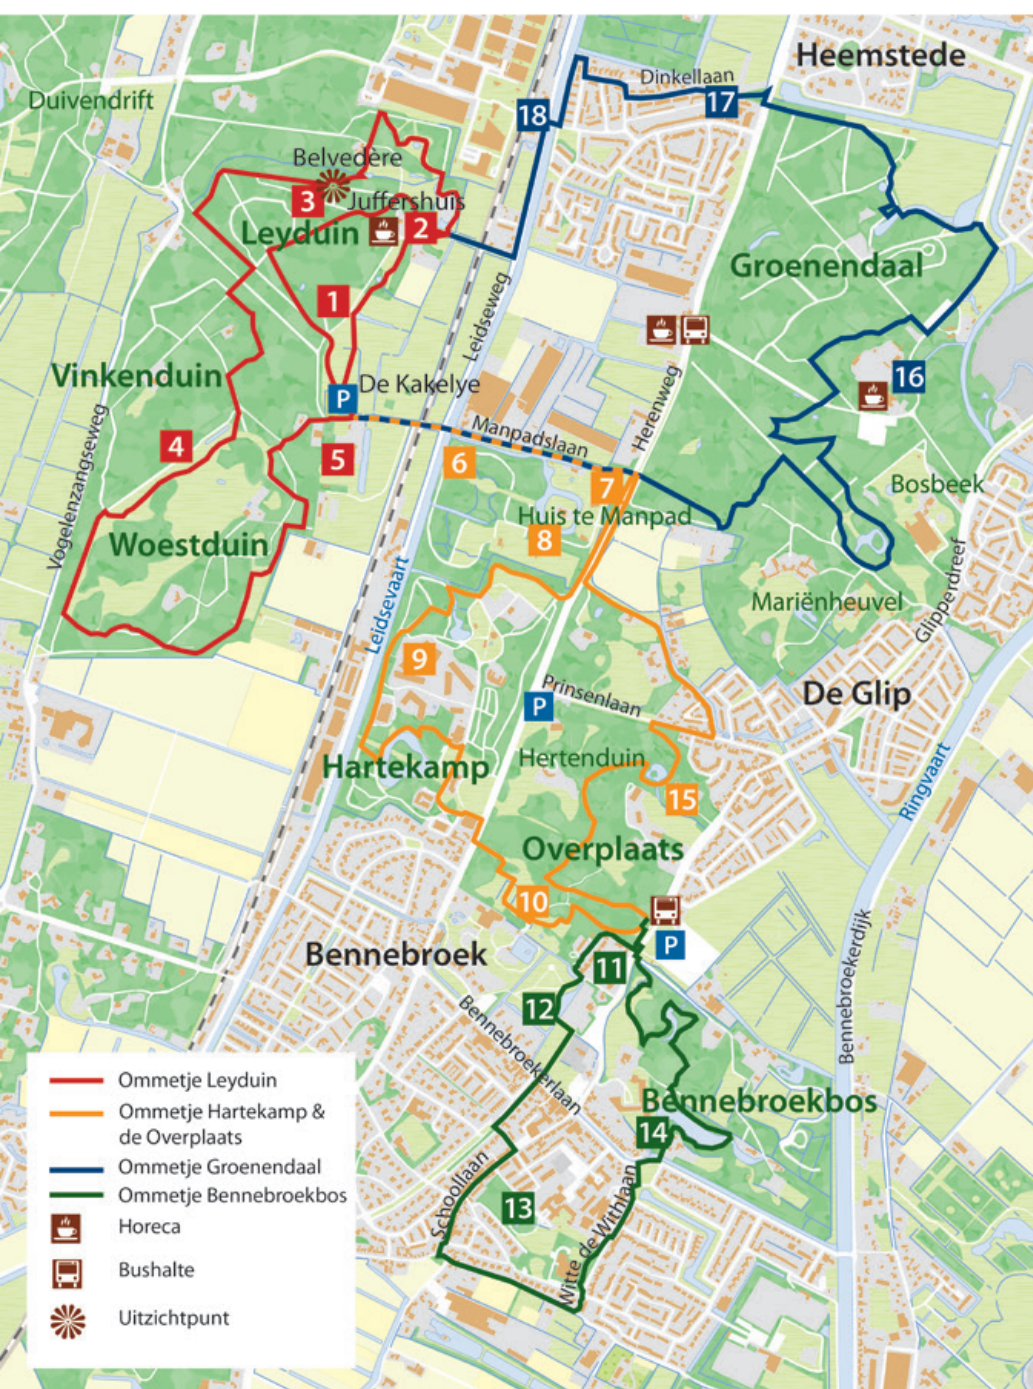 Heemstede
Dinkellaan
17
18
Duivendrift
Belvedère
3
Juffershuis
Leyduin
2
Groenendaal
1
Leidseweg
Vinkenduin
De Kakelye
P
16
Herenweg
Manpadslaan
4
5
6
7
Bosbeek
Vogelenzangseweg
Huis te Manpad
8
Woestduin
Glipperdreef
Leidsevaart
Mariënheuvel
9
Prinsenlaan
P
De Glip
Hertenduin
Hartekamp
15
Ringvaart
Overplaats
10
P
Bennebroek
11
12
Bennebroekerdijk
Bennebroekerlaan
Bennebroekbos
14
Schoollaan
13
Witte de Withlaan
Ommetje Leyduin
Ommetje Hartekamp &
de Overplaats
Ommetje Groenendaal
Ommetje Bennebroekbos
Horeca
Bushalte
Uitzichtpunt